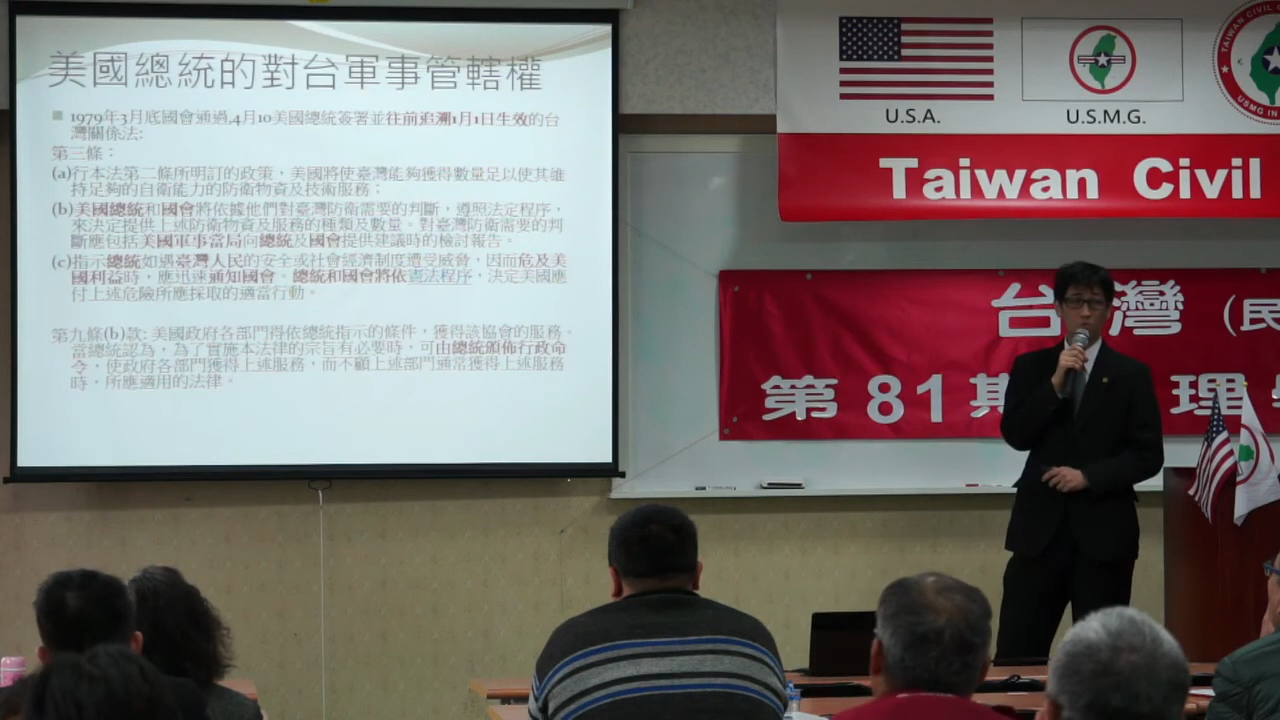 美國總統的對台軍事管轄權
1979年3月底國會通過,4月10美國總統簽署並往前追溯1月1日生效的台
灣關係法:
第三條：
(a)行本法第二條所明訂的政策，美國將使臺灣能夠獲得數量足以使其維
持足夠的自衛能力的防衛物資及技術服務；
(b)美國總統和國會將依據他們對臺灣防衛需要的判斷，遵照法定程序，
來決定提供上述防衛物資及服務的種類及數量。對臺灣防衛需要的判
斷應包括美國軍事當局向總統及國會提供建議時的檢討報告。
(c)指示總統如遇臺灣人民的安全或社會經濟制度遭受威脅，因而危及美
國利益時，應迅速通知國會。總統和國會將依憲法程序，決定美國應
付上述危險所應採取的適當行動。
第九條(b)款: 美國政府各部門得依總統指示的條件，獲得該協會的服務。
當總統認為，為了實施本法律的宗旨有必要時，可由總統頒佈行政命
令，使政府各部門獲得上述服務，而不顧上述部門通常獲得上述服務
時，所應適用的法律。
U.S.A.
U.S.M.G.
TAIWAN CIVIL
USMG IN
Taiwan Civil
台灣 (民
第 81 期 理